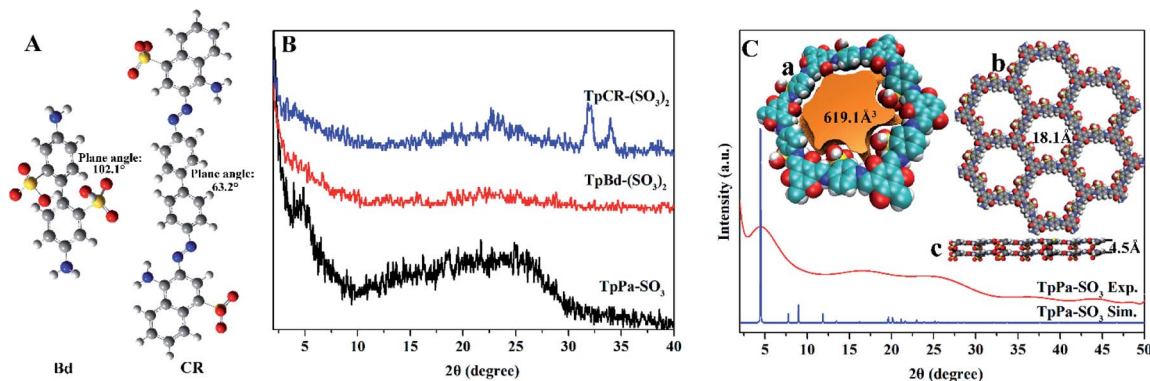 A
Plane angle:
102.1°
Plane angle:
63.2°
Bd
CR
B
TpCR-(SO₃)₂
TpBd-(SO₃)₂
TpPa-SO₃
5 10 15 20 25 30 35 40
2θ (degree)
C
Intensity (a.u.)
a
619.1Å³
b
18.1Å
c
4.5Å
TpPa-SO₃ Exp.
TpPa-SO₃ Sim.
5 10 15 20 25 30 35 40 45 50
2θ (degree)